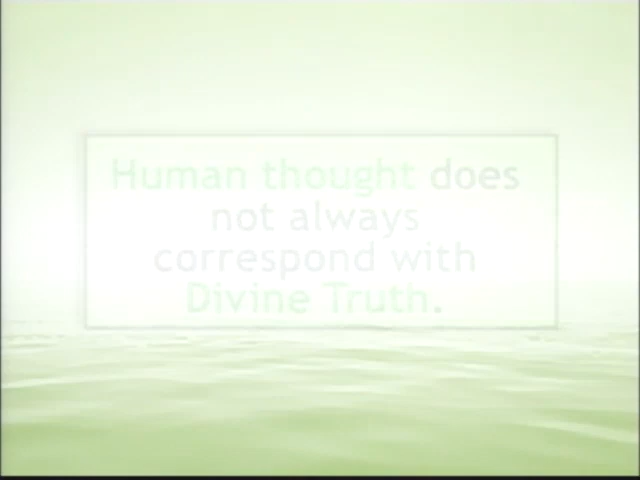 Human thought does
not always
correspond with
Divine Truth.